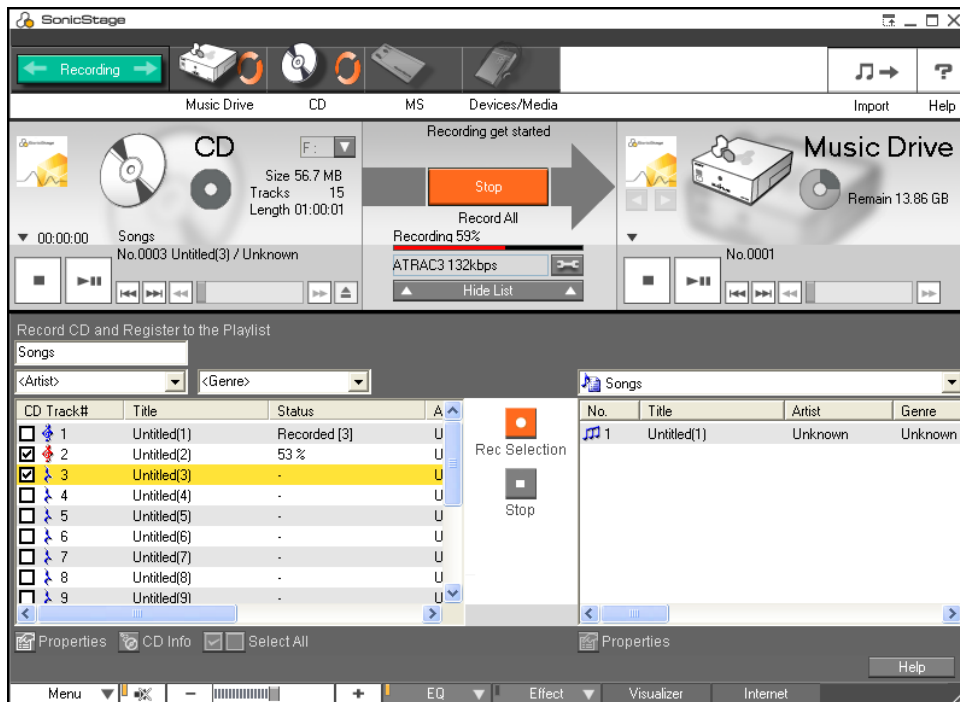 SonicStage
Recording
Music Drive CD MS Devices/Media Import Help
SonicStage CD F: Size 56.7 MB Tracks 15 Length 01:00:01
Recording get started
Stop
Record All
Recording 59%
ATRAC3 132kbps
Hide List
SonicStage Music Drive Remain 13.86 GB
00:00:00 Songs
No.0003 Untitled(3) / Unknown
No.0001
Record CD and Register to the Playlist
Songs
<Artist> <Genre>
CD Track# Title Status A
1 Untitled(1) Recorded [3] U
2 Untitled(2) 53 % U
3 Untitled(3) - U
4 Untitled(4) - U
5 Untitled(5) - U
6 Untitled(6) - U
7 Untitled(7) - U
8 Untitled(8) - U
9 Untitled(9) - U
Rec Selection
Stop
Songs
No. Title Artist Genre
1 Untitled(1) Unknown Unknown
Properties CD Info Select All
Properties
Help
Menu EQ Effect Visualizer Internet